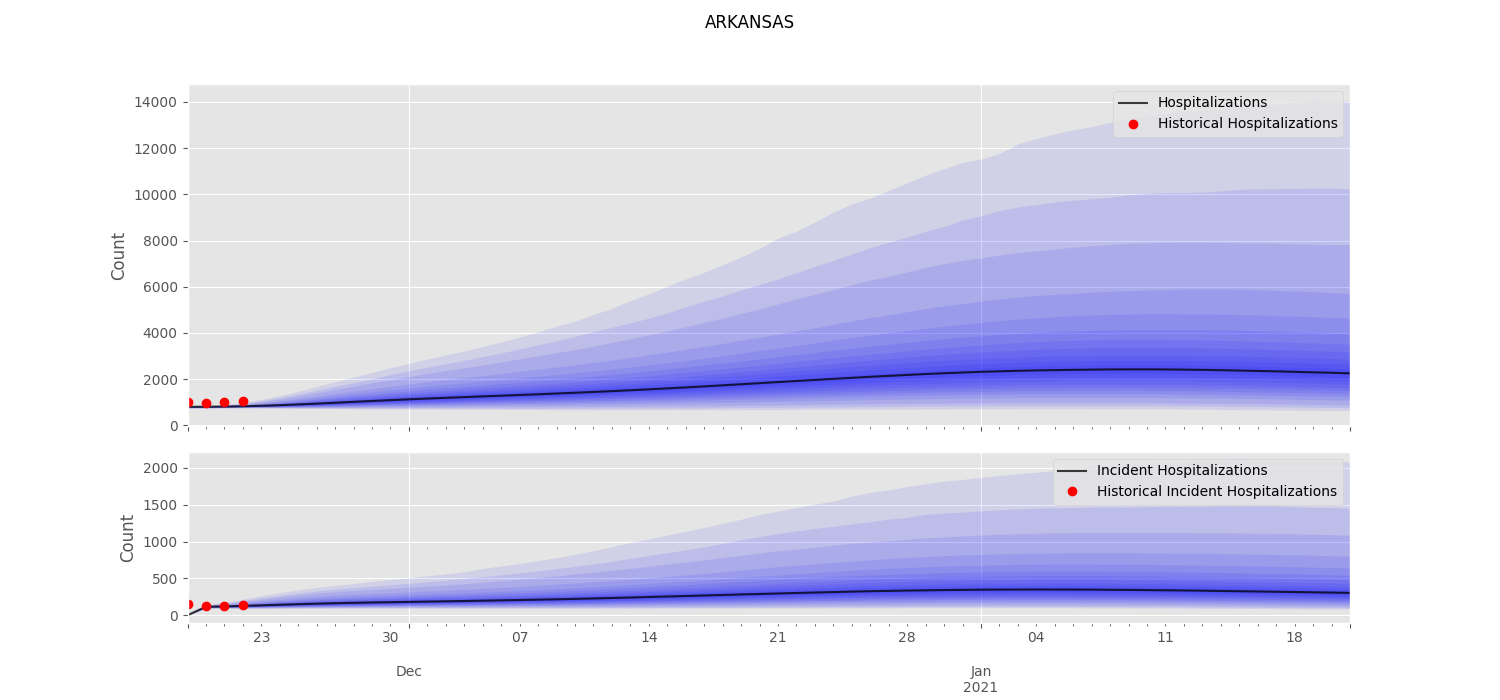 ARKANSAS
14000
12000
10000
8000
6000
4000
2000
0
Count
Hospitalizations
Historical Hospitalizations
2000
1500
1000
500
0
Count
Incident Hospitalizations
Historical Incident Hospitalizations
23 30 07 14 21 28 04 11 18
Dec Jan
2021